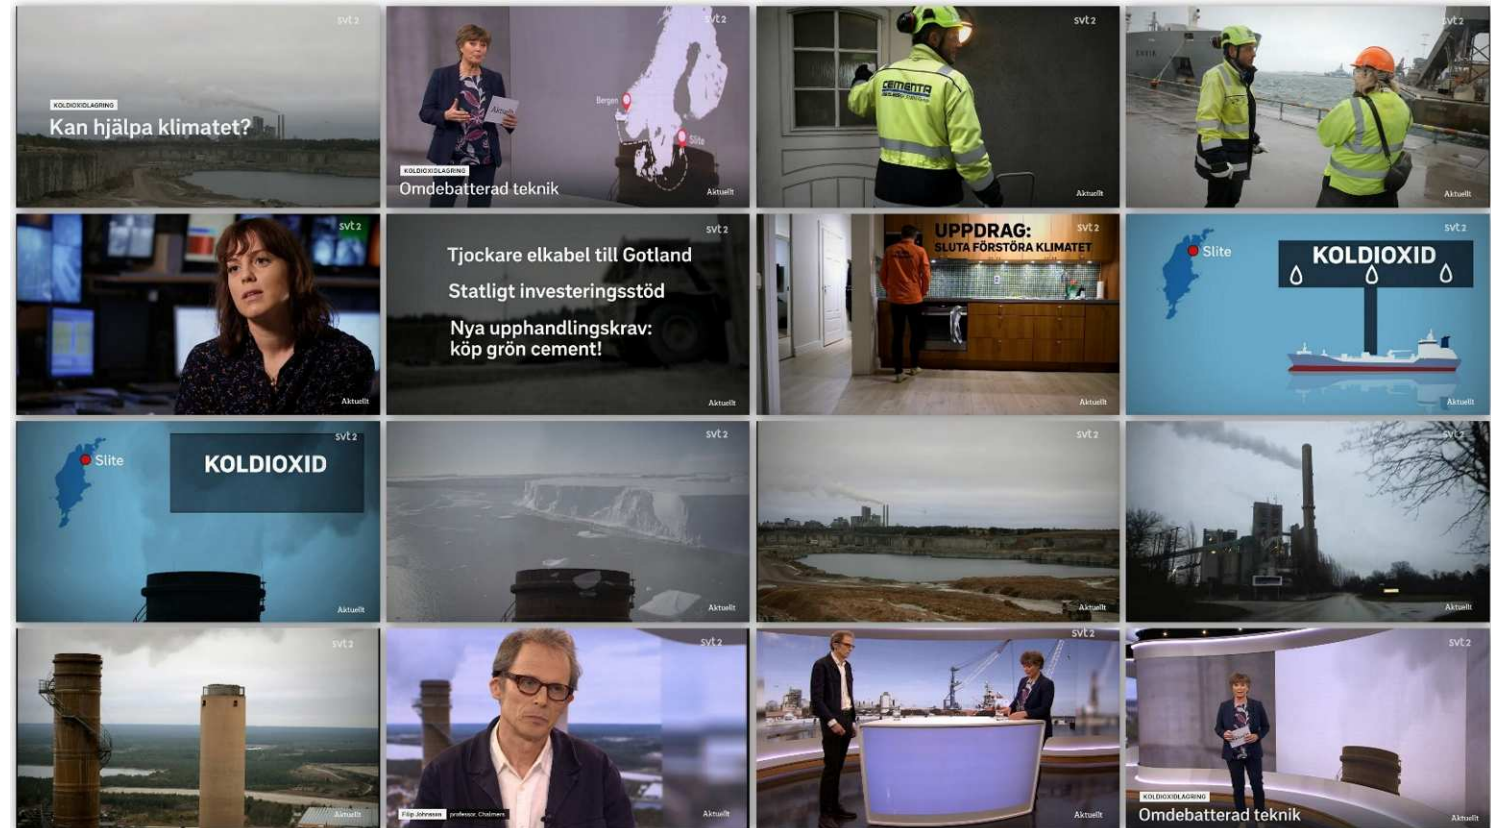 svt2
KOLDIOXIDLAGRING
Kan hjälpa klimatet?
svt2
Bergen
Slite
Aktuellt
KOLDIOXIDLAGRING
Omdebatterad teknik
Aktuellt
svt2
CEMENTA
Aktuellt
svt2
ENVIK
Aktuellt
svt2
Aktuellt
svt2
Tjockare elkabel till Gotland
Statligt investeringsstöd
Nya upphandlingskrav:
köp grön cement!
Aktuellt
UPPDRAG:
SLUTA FÖRSTÖRA KLIMATET
svt2
Aktuellt
svt2
Slite
KOLDIOXID
Aktuellt
svt2
Slite
KOLDIOXID
Aktuellt
svt2
Aktuellt
svt2
Aktuellt
svt2
Aktuellt
svt2
Aktuellt
svt2
Filip Johnsson professor, Chalmers
Aktuellt
svt2
Aktuellt
svt2
KOLDIOXIDLAGRING
Omdebatterad teknik
Aktuellt